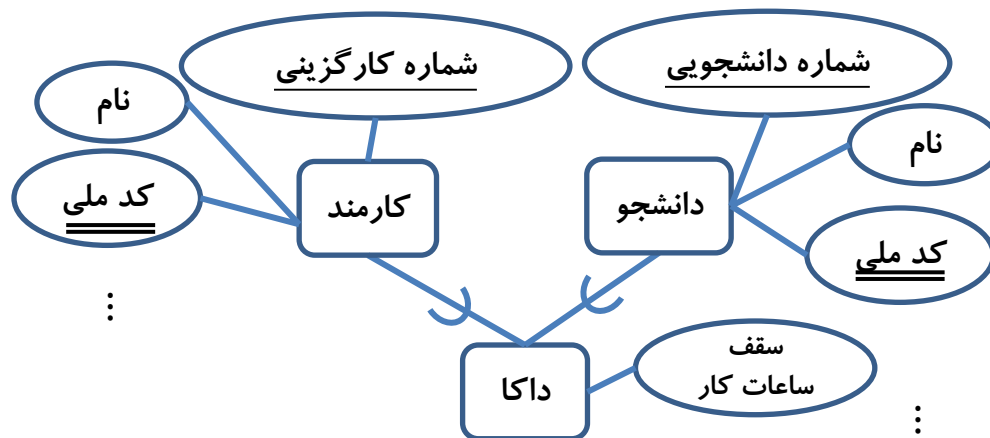 شماره دانشجویی
شماره کارگزینی
نام
نام
کد ملی
کارمند
دانشجو
کد ملی
⋮
داکا
سقف
ساعات کار
⋮